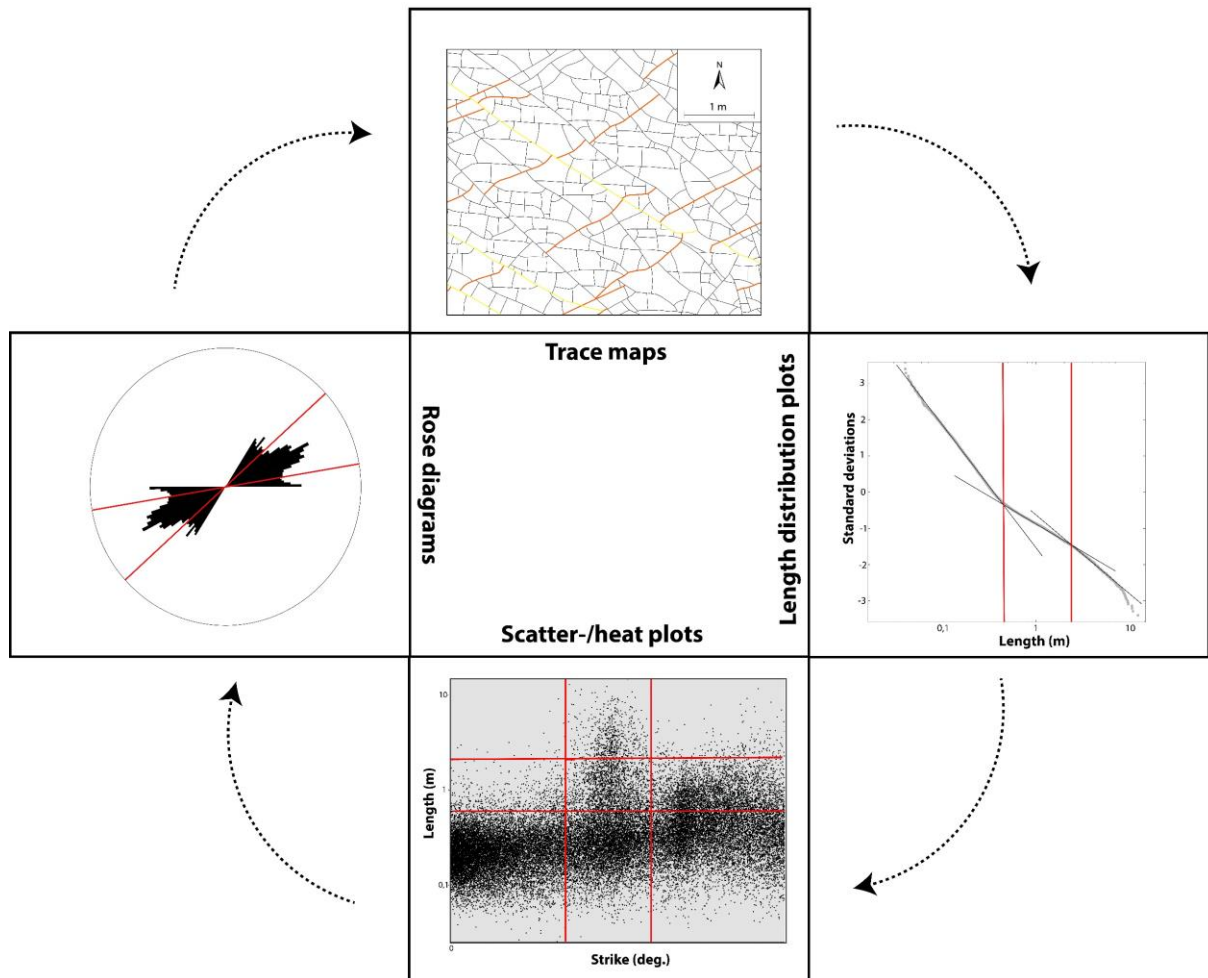 N
1 m
Trace maps
Rose diagrams
Length distribution plots
Scatter-/heat plots
3
2
1
0
-1
-2
-3
Standard deviations
0,1
1
10
Length (m)
10
1
0,1
Length (m)
0
Strike (deg.)